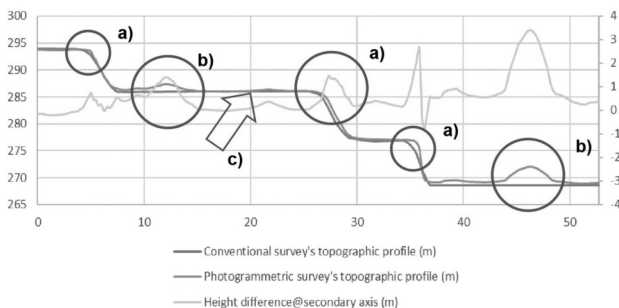 300
295
290
285
280
275
270
265
4
3
2
1
0
-1
-2
-3
-4
a)
b)
a)
c)
a)
b)
0
10
20
30
40
50
Conventional survey's topographic profile (m)
Photogrammetric survey's topographic profile (m)
Height difference@secondary axis (m)